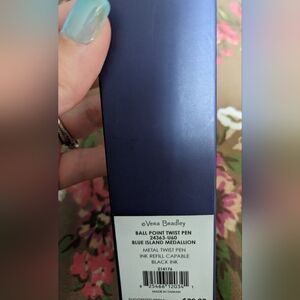 ©Vera Bradley
BALL POINT TWIST PEN
24363-U60
BLUE ISLAND MEDALLION
METAL TWIST PEN
INK REFILL CAPABLE
BLACK INK
214176
MADE IN TAIWAN